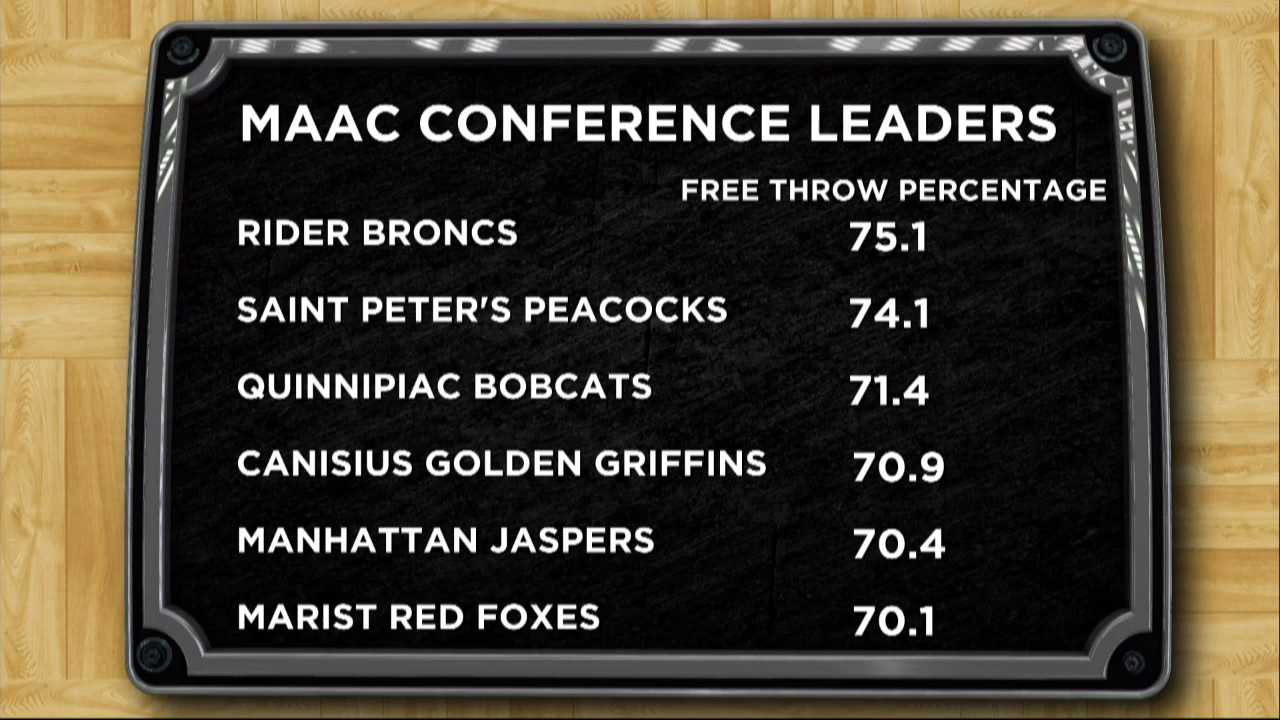 MAAC CONFERENCE LEADERS
FREE THROW PERCENTAGE
RIDER BRONCS 75.1
SAINT PETER'S PEACOCKS 74.1
QUINNIPIAC BOBCATS 71.4
CANISIUS GOLDEN GRIFFINS 70.9
MANHATTAN JASPERS 70.4
MARIST RED FOXES 70.1